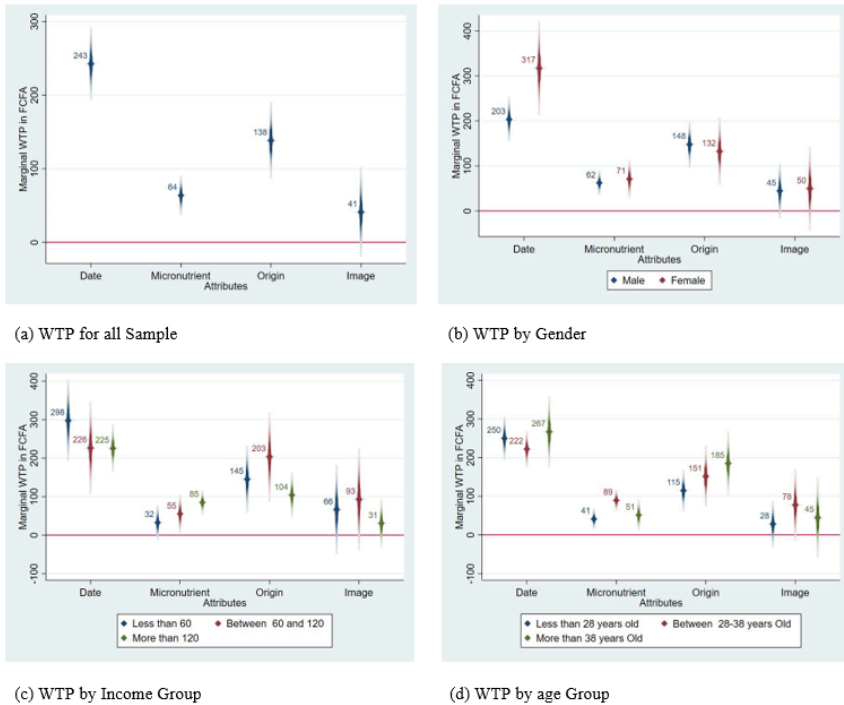 Marginal WTP in FCFA
300
200
100
0
243
64
138
41
Date Micronutrient Origin Image
Attributes
(a) WTP for all Sample
Marginal WTP in FCFA
400
300
200
100
0
203
317
62
71
148
132
45
50
Date Micronutrient Origin Image
Attributes
Male Female
(b) WTP by Gender
Marginal WTP in FCFA
400
300
200
100
0
-100
298
226
225
32
55
85
145
203
104
66
93
31
Date Micronutrient Origin Image
Attributes
Less than 60 Between 60 and 120
More than 120
(c) WTP by Income Group
Marginal WTP in FCFA
400
300
200
100
0
-100
250
222
267
41
89
51
115
151
185
28
78
45
Date Micronutrient Origin Image
Attributes
Less than 28 years old Between 28-38 years Old
More than 38 years Old
(d) WTP by age Group